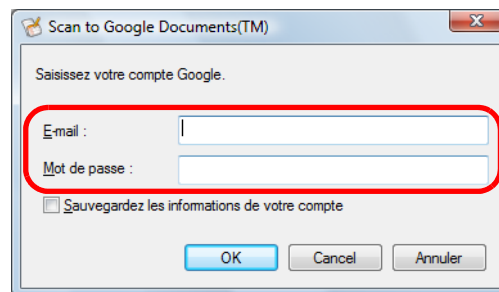 Scan to Google Documents(TM)
Saisissez votre compte Google.
E-mail :
Mot de passe :
Sauvegardez les informations de votre compte
OK Cancel Annuler